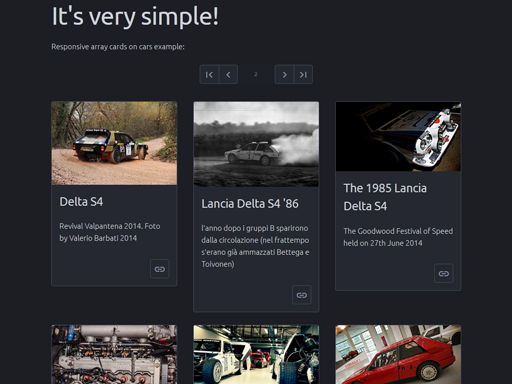 It's very simple!
Responsive array cards on cars example:
2
Delta S4
Revival Valpantena 2014, Foto
by Valerio Barbati 2014
Lancia Delta S4 '86
l'anno dopo i gruppi B sparirono
dalla circolazione (nel frattempo
s'erano già ammazzati Bettega e
Toivonen)
The 1985 Lancia
Delta S4
The Goodwood Festival of Speed
held on 27th June 2014